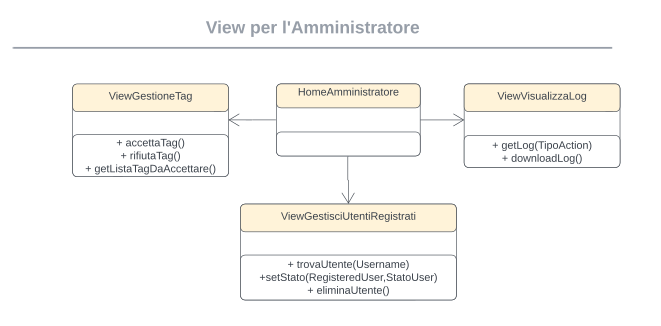 View per l'Amministratore
ViewGestioneTag
+ accettaTag()
+ rifiutaTag()
+ getListaTagDaAccettare()
HomeAmministratore
ViewVisualizzaLog
+ getLog(TipoAction)
+ downloadLog()
ViewGestisciUtentiRegistrati
+ trovaUtente(Username)
+setStato(RegisteredUser,StatoUser)
+ eliminaUtente()